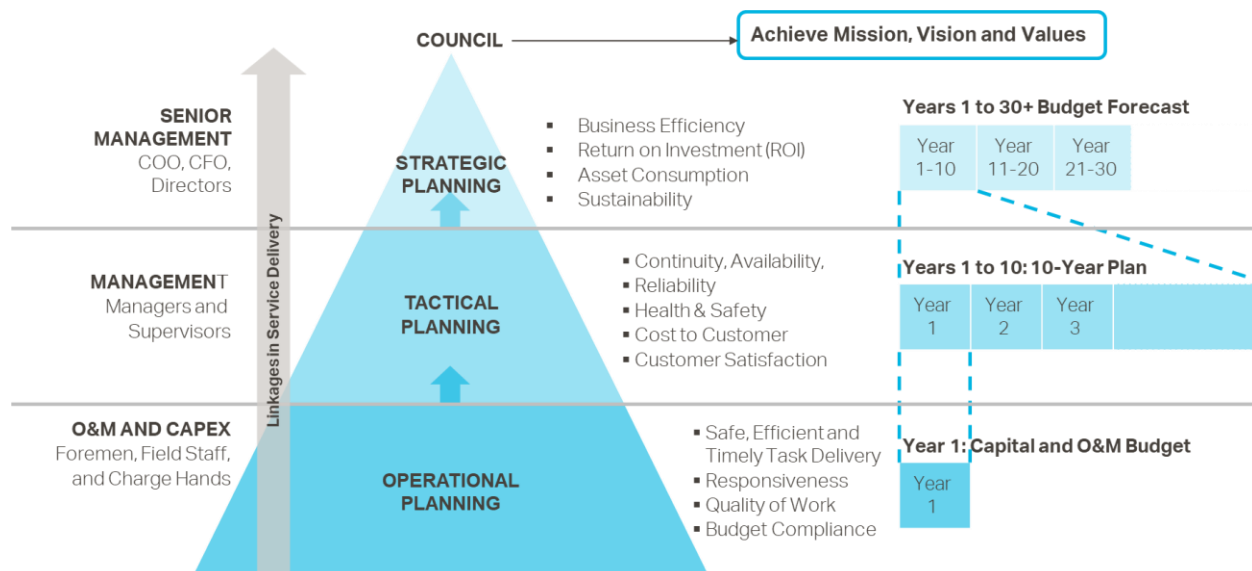 COUNCIL
Achieve Mission, Vision and Values
SENIOR
MANAGEMENT
COO, CFO,
Directors
STRATEGIC
PLANNING
▪ Business Efficiency
▪ Return on Investment (ROI)
▪ Asset Consumption
▪ Sustainability
Years 1 to 30+ Budget Forecast
Year
1-10
Year
11-20
Year
21-30
Linkages in Service Delivery
MANAGEMENT
Managers and
Supervisors
TACTICAL
PLANNING
▪ Continuity, Availability,
▪ Reliability
▪ Health & Safety
▪ Cost to Customer
▪ Customer Satisfaction
Years 1 to 10: 10-Year Plan
Year
1
Year
2
Year
3
O&M AND CAPEX
Foremen, Field Staff,
and Charge Hands
OPERATIONAL
PLANNING
▪ Safe, Efficient and
Timely Task Delivery
▪ Responsiveness
▪ Quality of Work
▪ Budget Compliance
Year 1: Capital and O&M Budget
Year
1